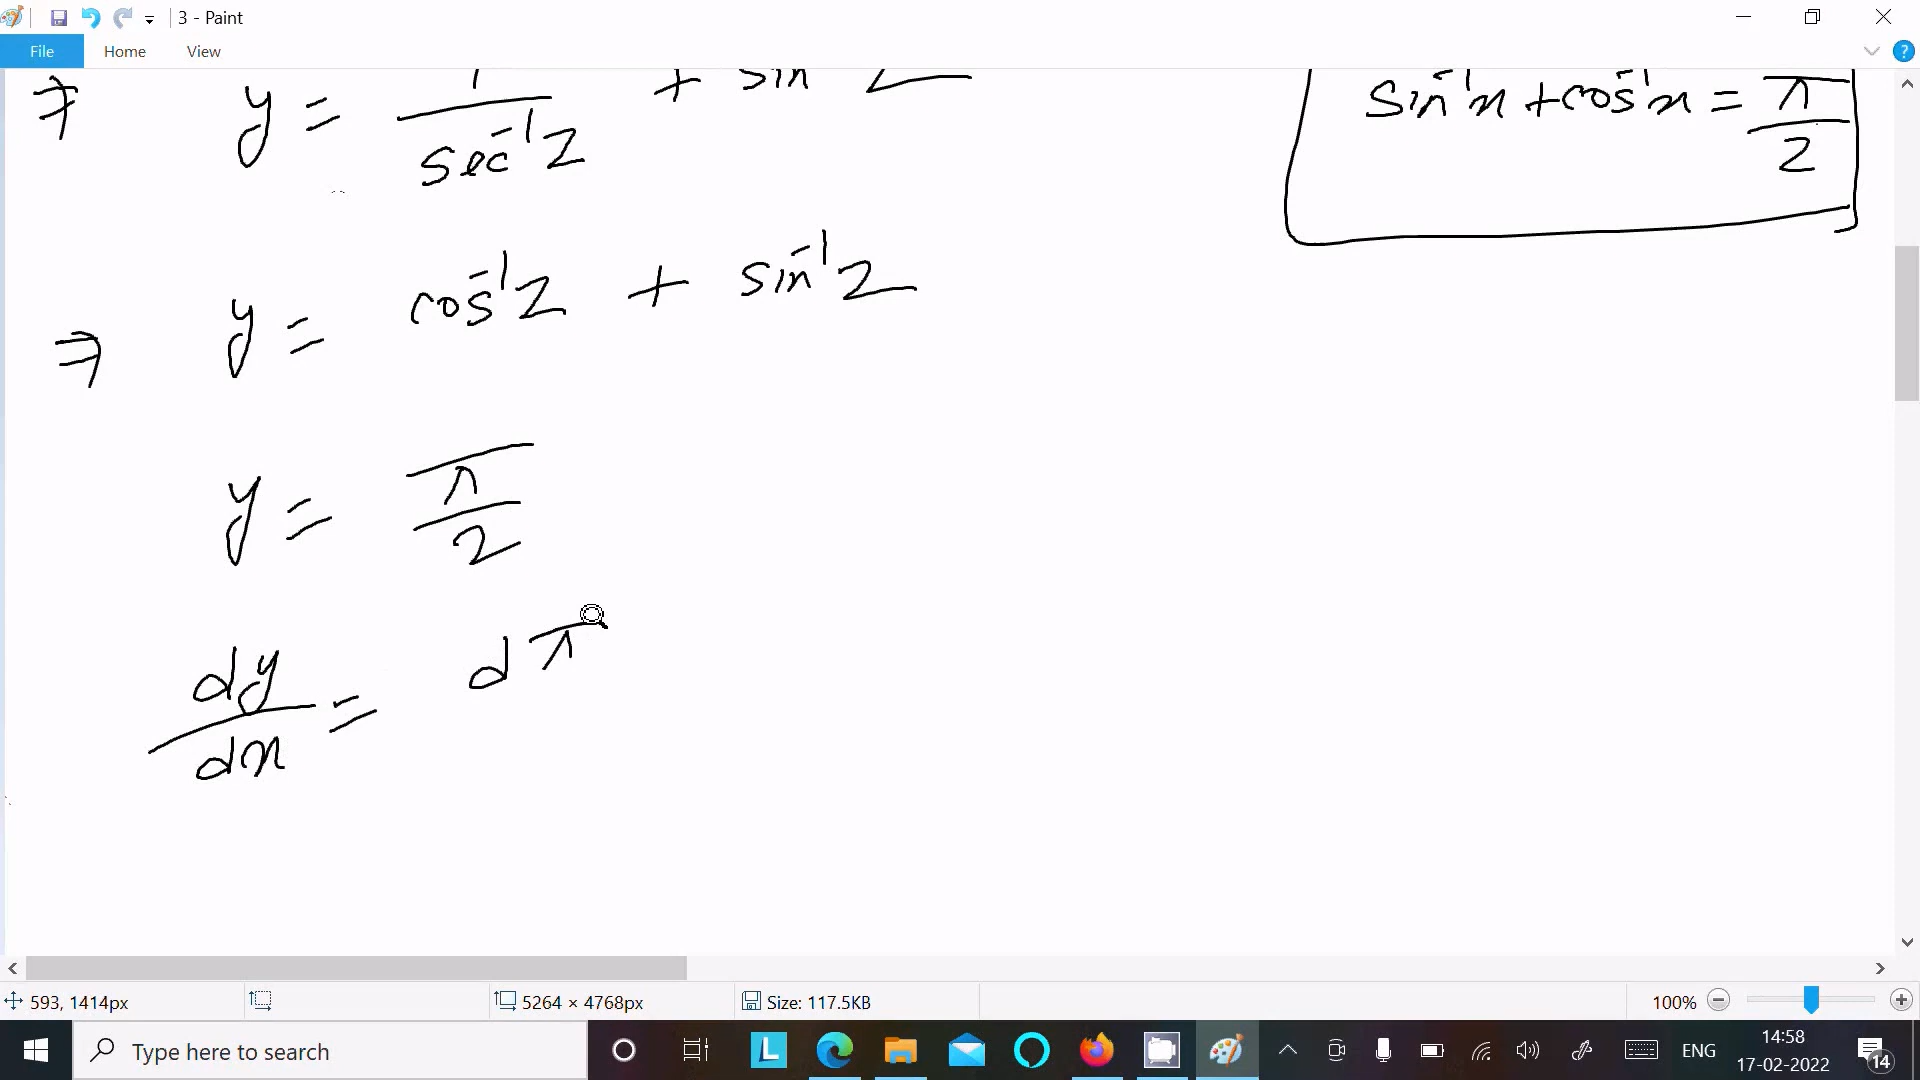 3 - Paint
File Home View
⇒ y = 1/sec⁻¹z + sin z
sin⁻¹x + cos⁻¹x = π/2
⇒ y = cos⁻¹z + sin⁻¹z
y = π/2
dy/dx = d π
593, 1414px 5264 × 4768px Size: 117.5KB 100%
Type here to search L ENG 14:58
17-02-2022 14